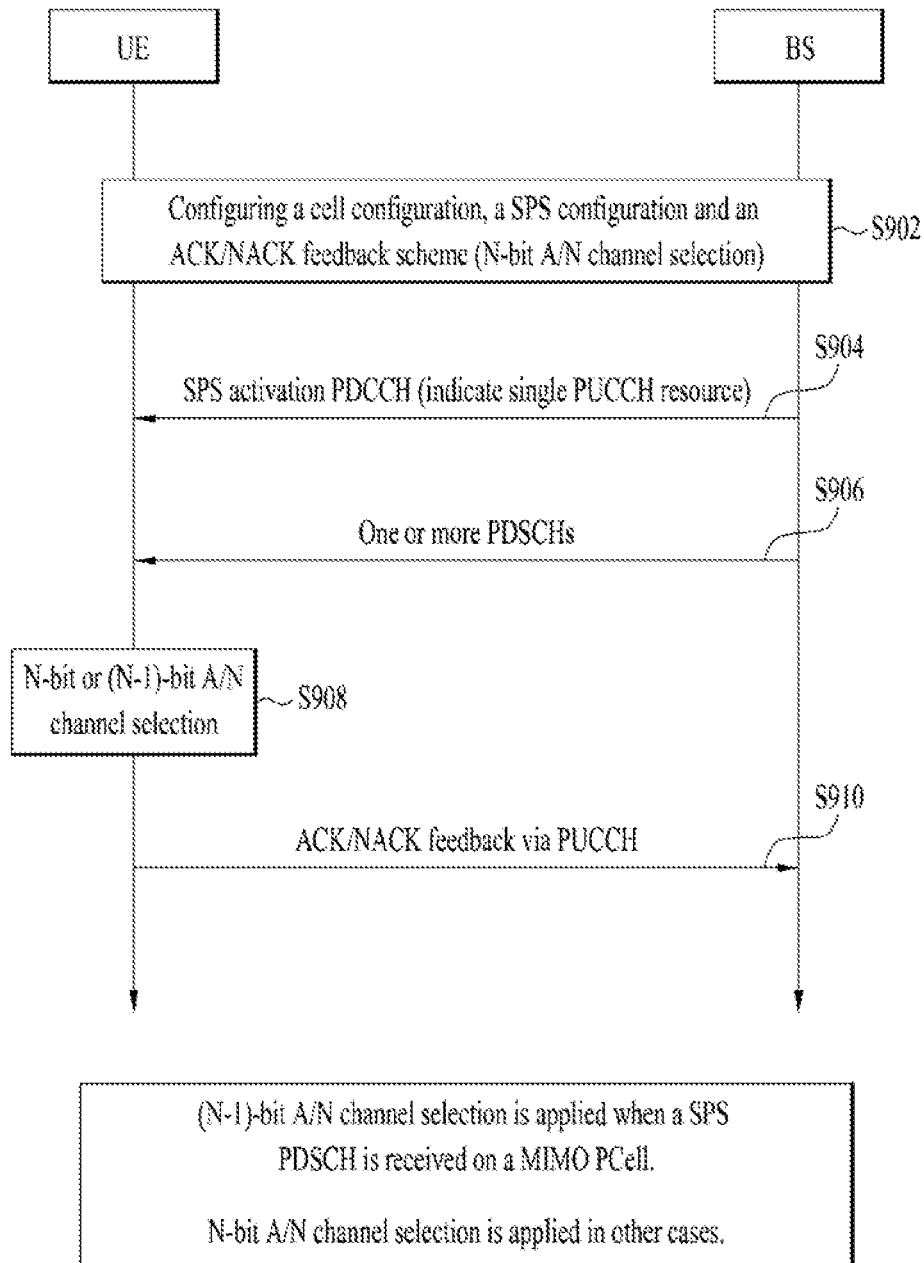 UE
BS
Configuring a cell configuration, a SPS configuration and an
ACK/NACK feedback scheme (N-bit A/N channel selection)
S902
S904
SPS activation PDCCH (indicate single PUCCH resource)
S906
One or more PDSCHs
N-bit or (N-1)-bit A/N
channel selection
S908
S910
ACK/NACK feedback via PUCCH
(N-1)-bit A/N channel selection is applied when a SPS
PDSCH is received on a MIMO PCell.
N-bit A/N channel selection is applied in other cases.